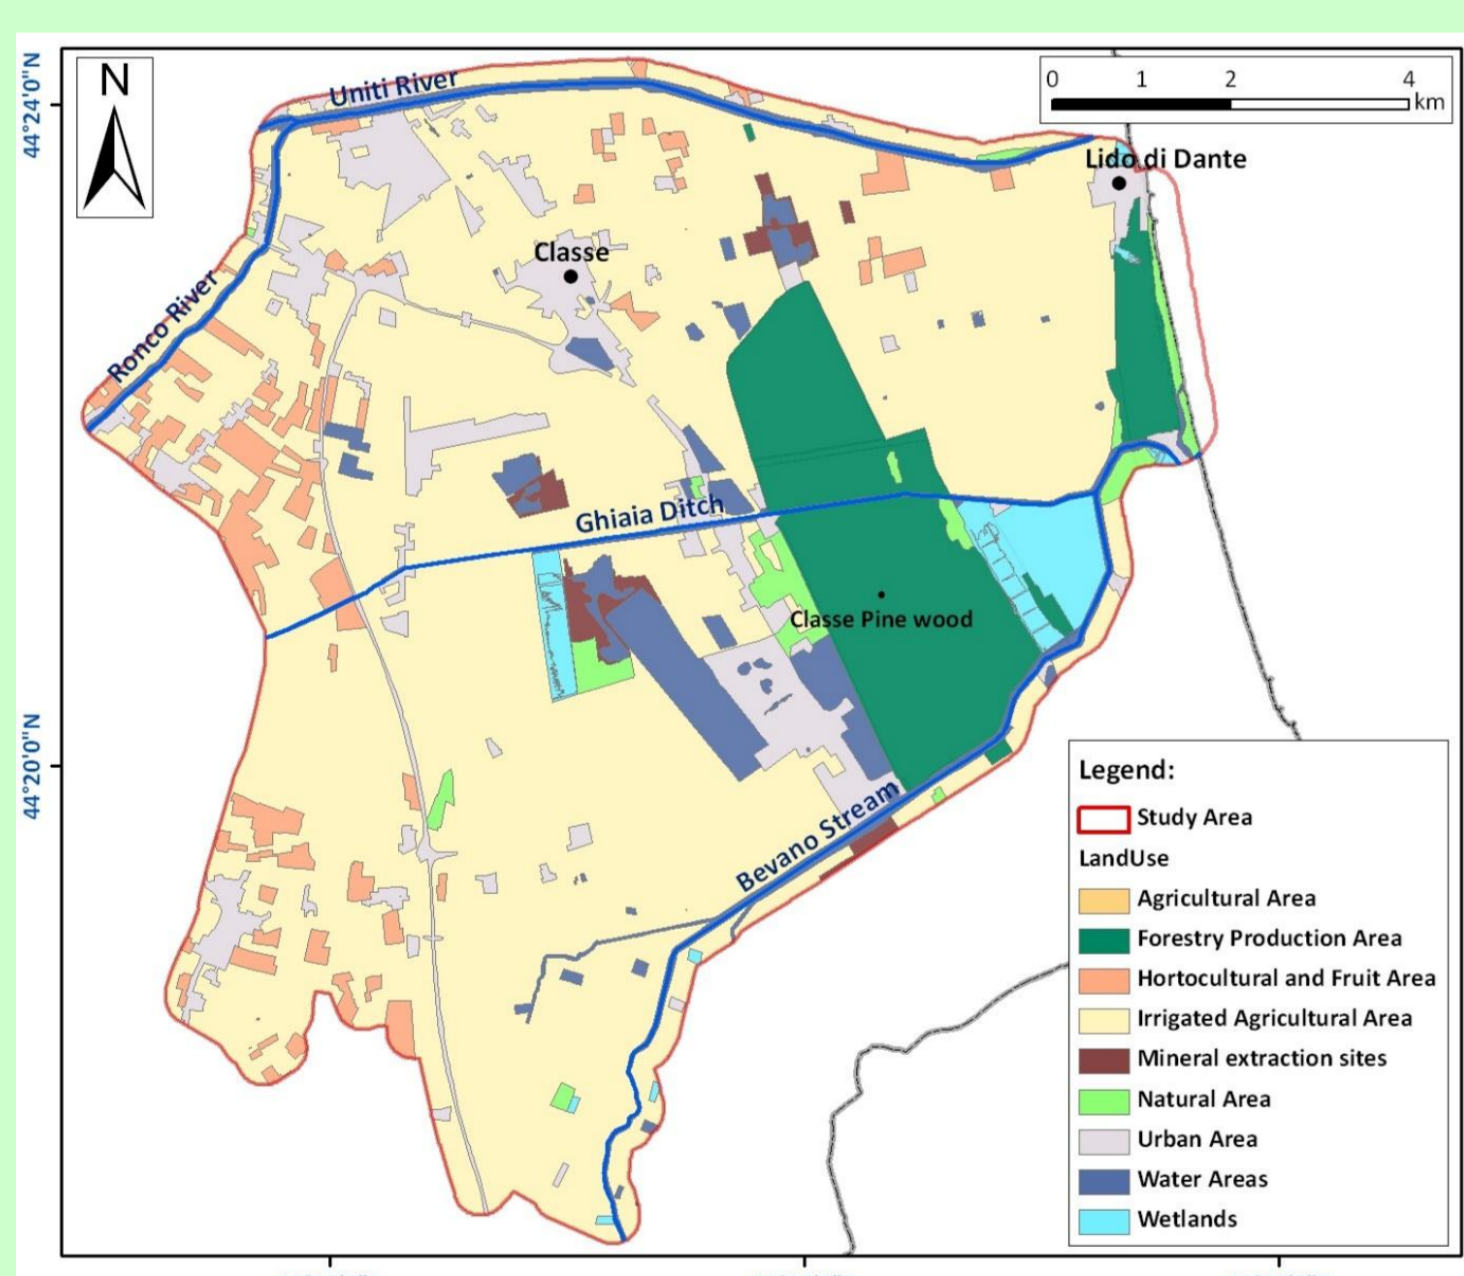 N
0 1 2 4
km
44°24'0"N
Uniti River
Lido di Dante
Classe
Ronco River
Ghiaia Ditch
Classe Pine wood
44°20'0"N
Bevano Stream
Legend:
Study Area
LandUse
Agricultural Area
Forestry Production Area
Hortocultural and Fruit Area
Irrigated Agricultural Area
Mineral extraction sites
Natural Area
Urban Area
Water Areas
Wetlands